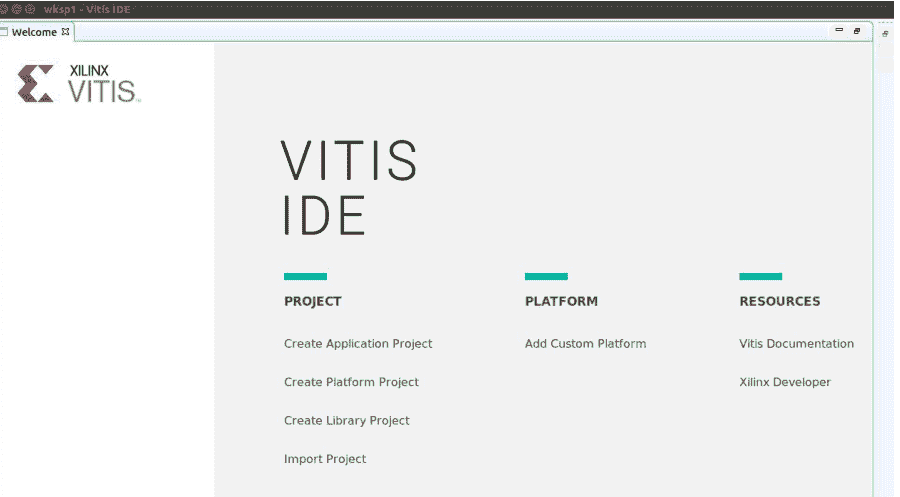 wksp1 - Vitis IDE
Welcome
XILINX
VITIS
VITIS
IDE
PROJECT
Create Application Project
Create Platform Project
Create Library Project
Import Project
PLATFORM
Add Custom Platform
RESOURCES
Vitis Documentation
Xilinx Developer